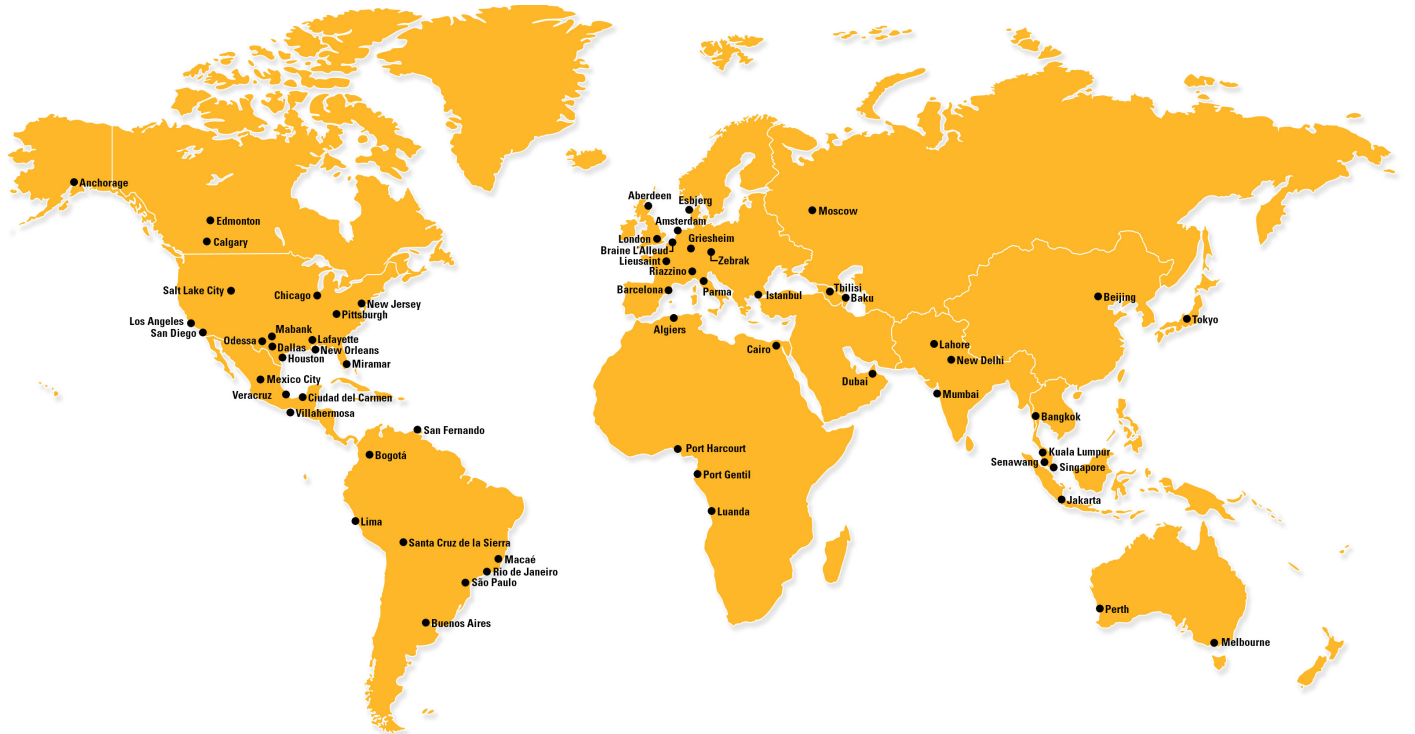 Anchorage
Edmonton
Calgary
Salt Lake City
Chicago
New Jersey
Pittsburgh
Los Angeles
San Diego
Mabank
Odessa
Dallas
Lafayette
New Orleans
Houston
Miramar
Mexico City
Veracruz
Ciudad del Carmen
Villahermosa
San Fernando
Bogotá
Lima
Santa Cruz de la Sierra
Macaé
Rio de Janeiro
São Paulo
Buenos Aires
Aberdeen
Esbjerg
Amsterdam
London
Griesheim
Braine L'Alleud
Lieusaint
Zebrak
Riazzino
Barcelona
Parma
Istanbul
Moscow
Tbilisi
Baku
Algiers
Cairo
Dubai
Port Harcourt
Port Gentil
Luanda
Lahore
New Delhi
Mumbai
Beijing
Tokyo
Bangkok
Kuala Lumpur
Senawang
Singapore
Jakarta
Perth
Melbourne